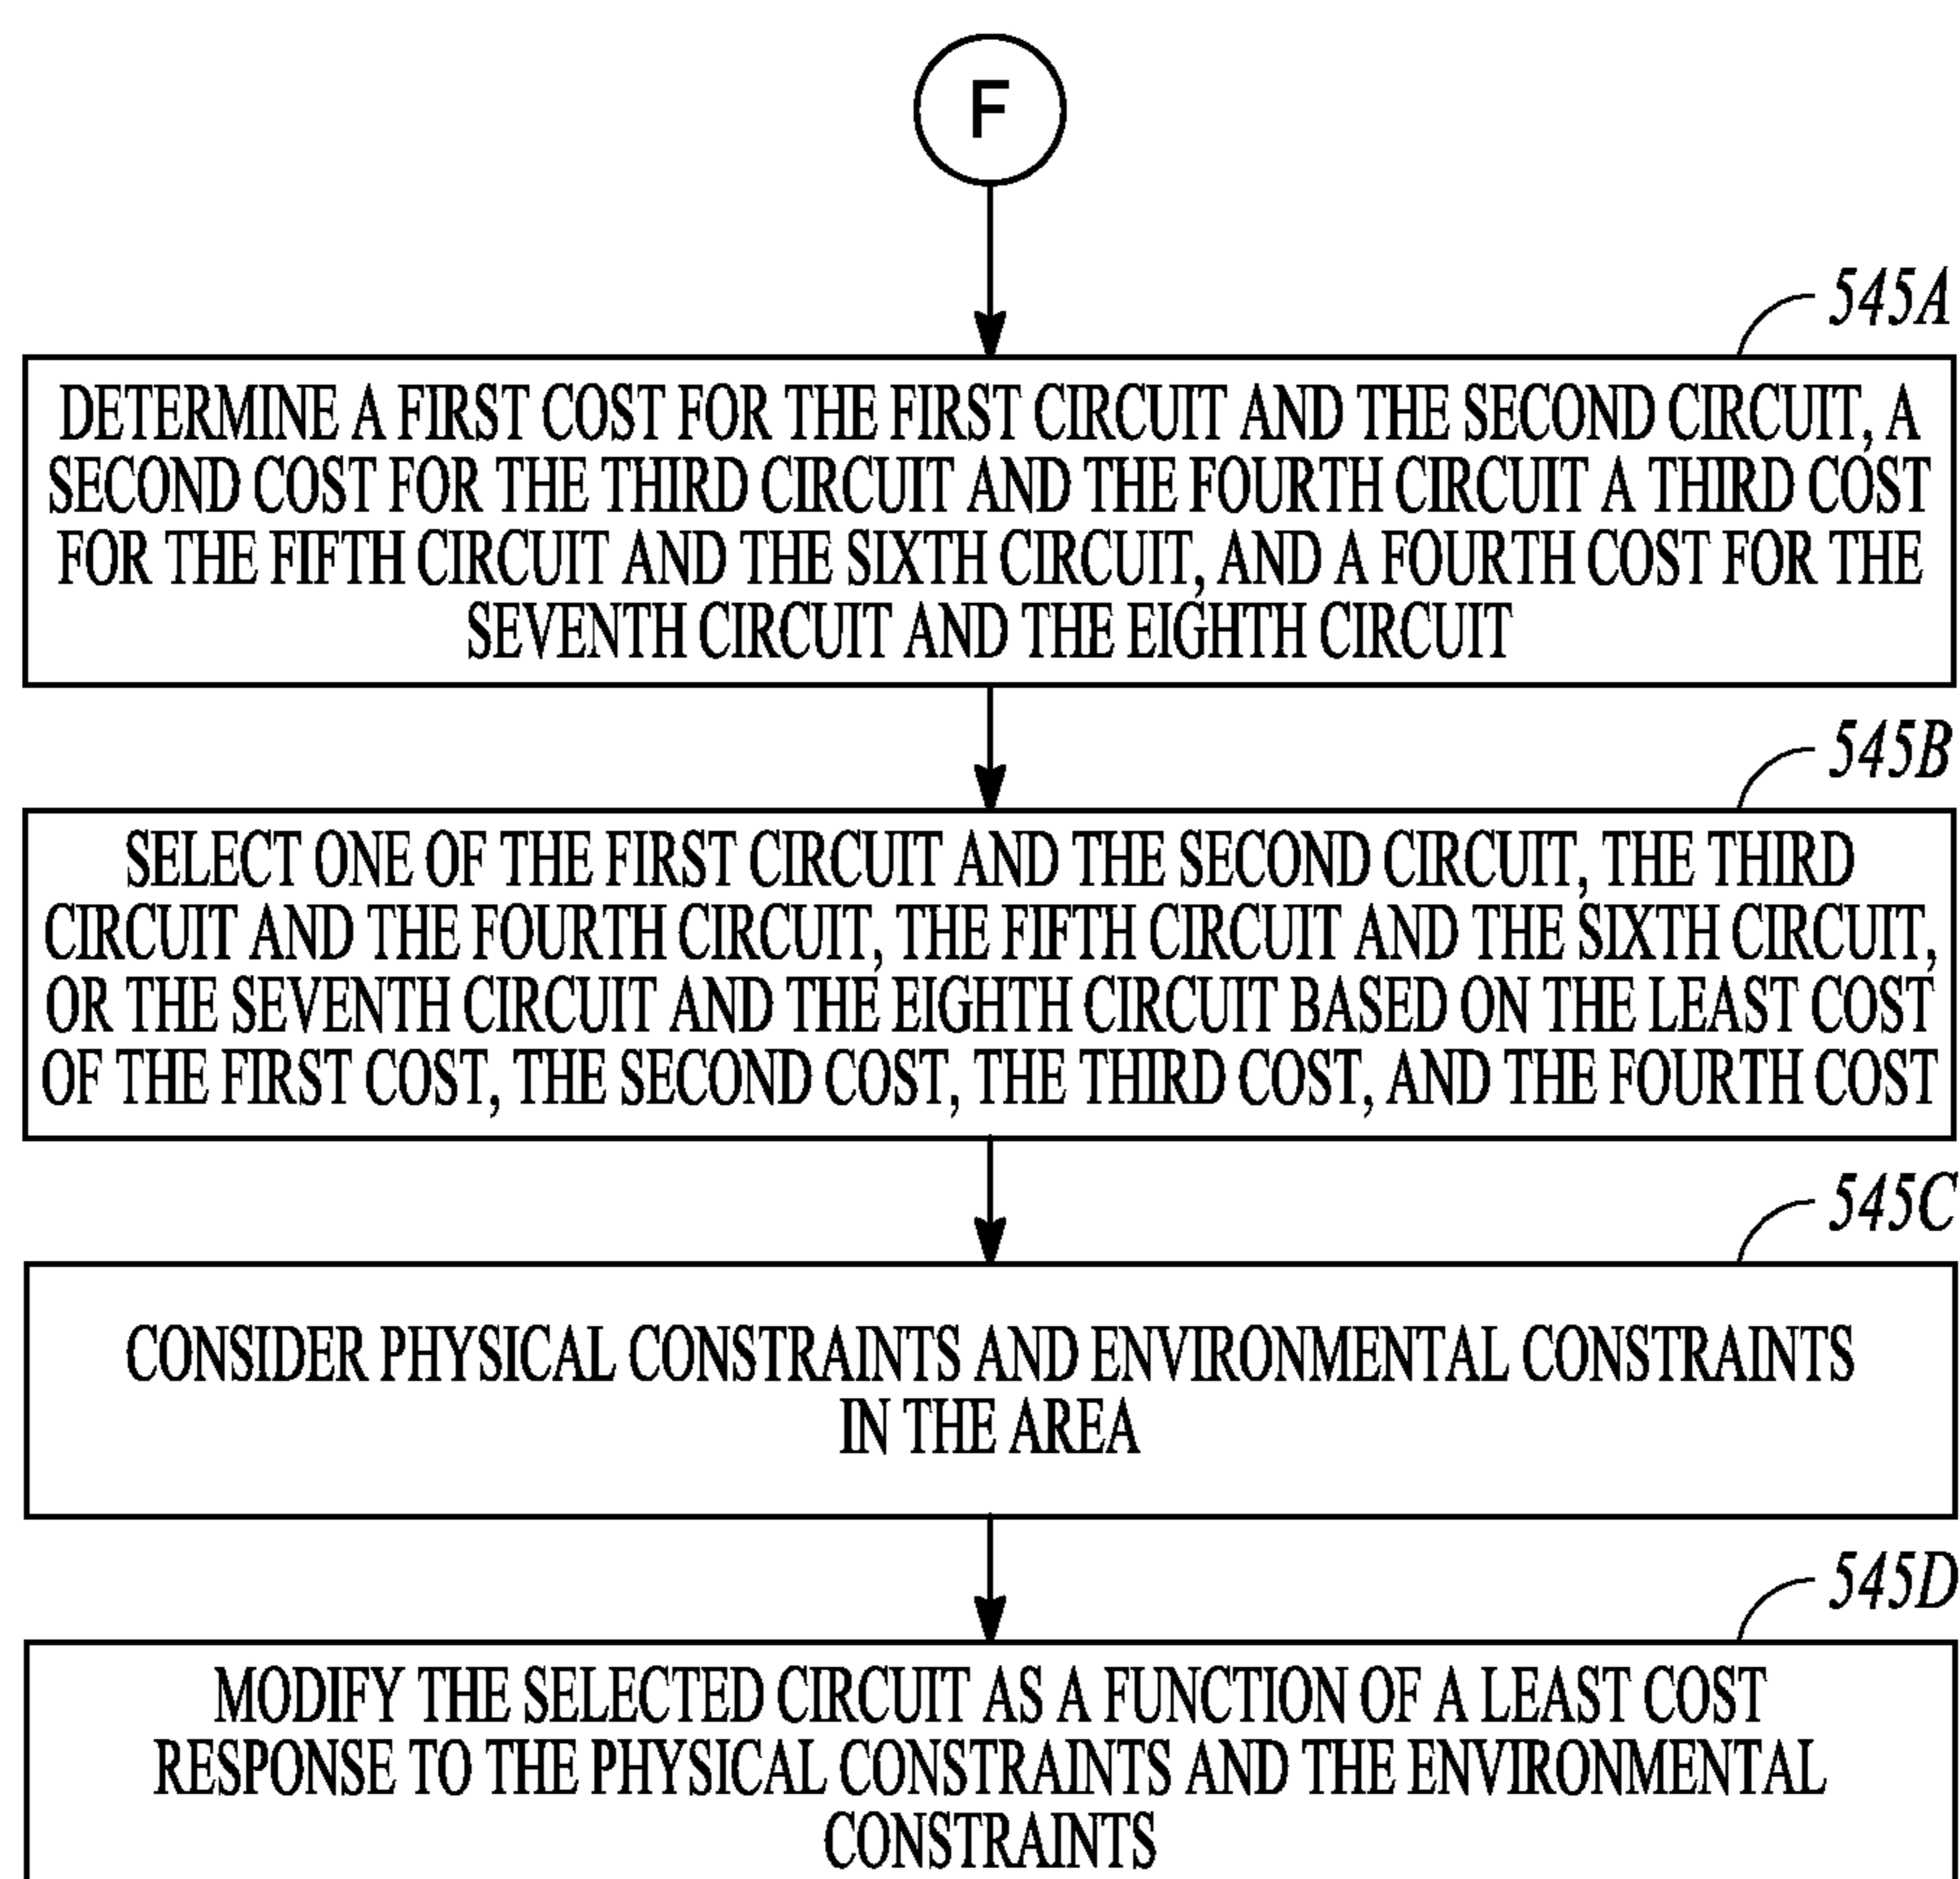 F
545A
DETERMINE A FIRST COST FOR THE FIRST CIRCUIT AND THE SECOND CIRCUIT, A
SECOND COST FOR THE THIRD CIRCUIT AND THE FOURTH CIRCUIT A THIRD COST
FOR THE FIFTH CIRCUIT AND THE SIXTH CIRCUIT, AND A FOURTH COST FOR THE
SEVENTH CIRCUIT AND THE EIGHTH CIRCUIT
545B
SELECT ONE OF THE FIRST CIRCUIT AND THE SECOND CIRCUIT, THE THIRD
CIRCUIT AND THE FOURTH CIRCUIT, THE FIFTH CIRCUIT AND THE SIXTH CIRCUIT,
OR THE SEVENTH CIRCUIT AND THE EIGHTH CIRCUIT BASED ON THE LEAST COST
OF THE FIRST COST, THE SECOND COST, THE THIRD COST, AND THE FOURTH COST
545C
CONSIDER PHYSICAL CONSTRAINTS AND ENVIRONMENTAL CONSTRAINTS
IN THE AREA
545D
MODIFY THE SELECTED CIRCUIT AS A FUNCTION OF A LEAST COST
RESPONSE TO THE PHYSICAL CONSTRAINTS AND THE ENVIRONMENTAL
CONSTRAINTS